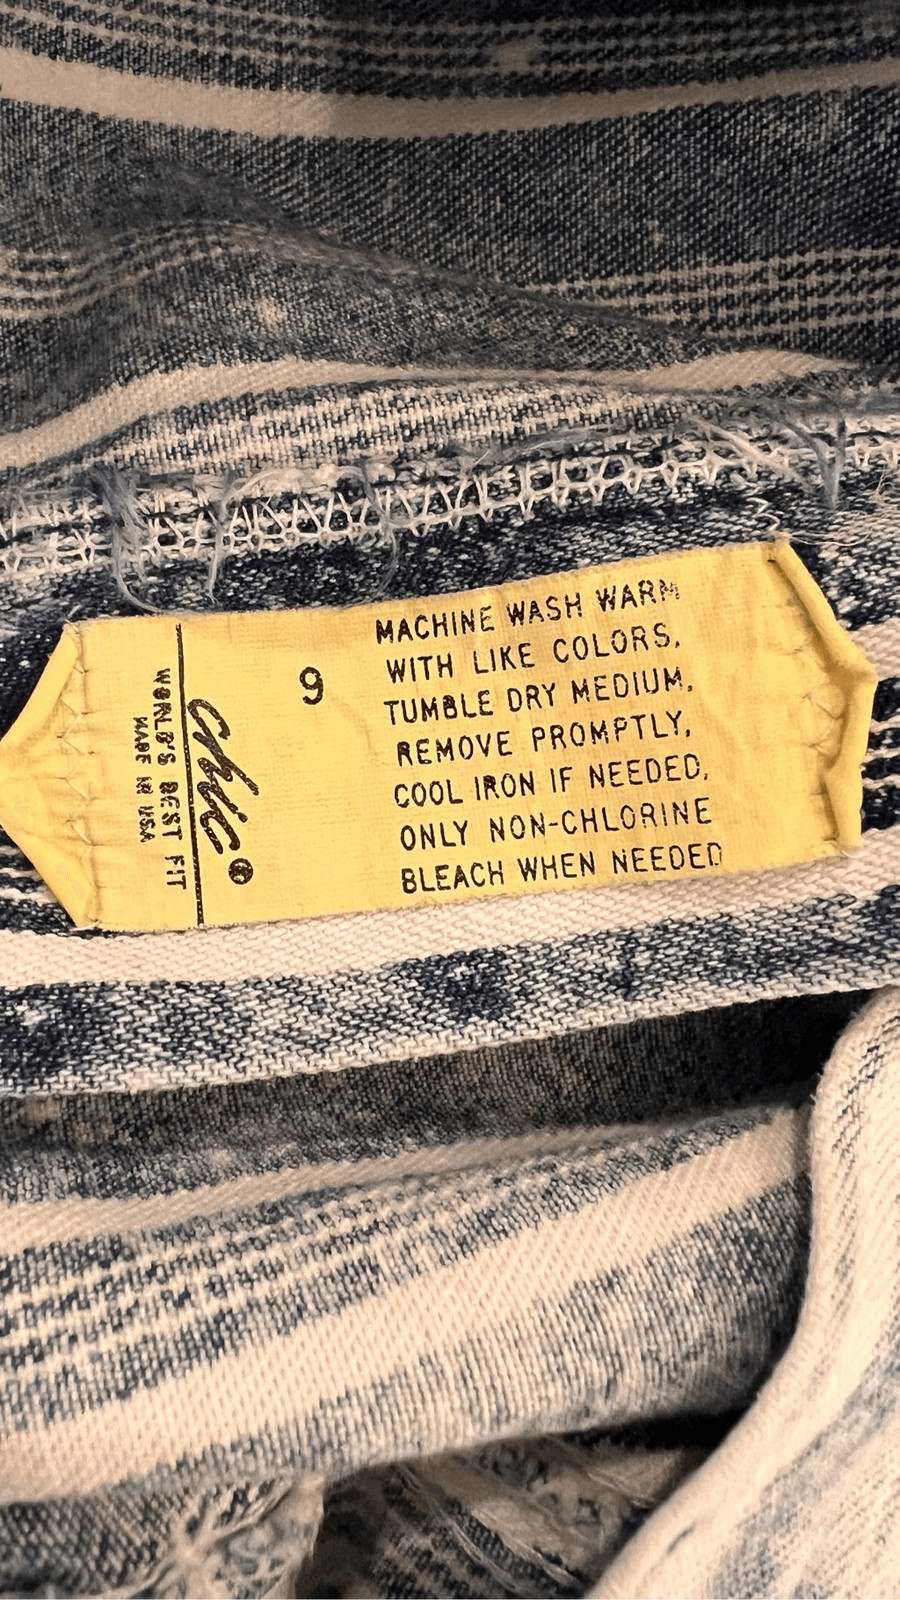 WORLD'S BEST FIT
MADE IN USA
chic®
9
MACHINE WASH WARM
WITH LIKE COLORS,
TUMBLE DRY MEDIUM,
REMOVE PROMPTLY,
COOL IRON IF NEEDED,
ONLY NON-CHLORINE
BLEACH WHEN NEEDED